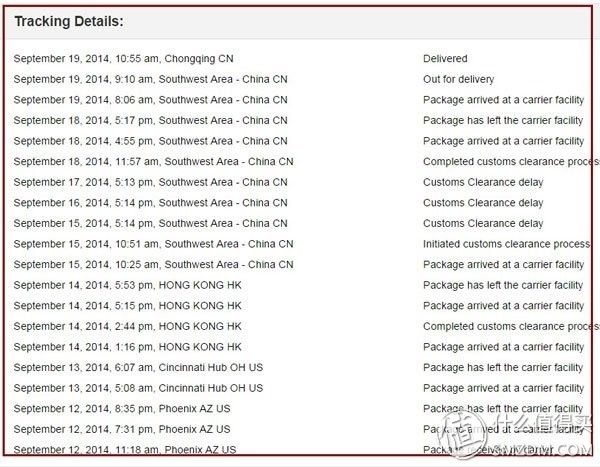 Tracking Details:
September 19, 2014, 10:55 am, Chongqing CN Delivered
September 19, 2014, 9:10 am, Southwest Area - China CN Out for delivery
September 19, 2014, 8:06 am, Southwest Area - China CN Package arrived at a carrier facility
September 18, 2014, 5:17 pm, Southwest Area - China CN Package has left the carrier facility
September 18, 2014, 4:55 pm, Southwest Area - China CN Package arrived at a carrier facility
September 18, 2014, 11:57 am, Southwest Area - China CN Completed customs clearance process
September 17, 2014, 5:13 pm, Southwest Area - China CN Customs Clearance delay
September 16, 2014, 5:14 pm, Southwest Area - China CN Customs Clearance delay
September 15, 2014, 5:14 pm, Southwest Area - China CN Customs Clearance delay
September 15, 2014, 10:51 am, Southwest Area - China CN Initiated customs clearance process
September 15, 2014, 10:25 am, Southwest Area - China CN Package arrived at a carrier facility
September 14, 2014, 5:53 pm, HONG KONG HK Package has left the carrier facility
September 14, 2014, 5:15 pm, HONG KONG HK Package arrived at a carrier facility
September 14, 2014, 2:44 pm, HONG KONG HK Completed customs clearance process
September 14, 2014, 1:16 pm, HONG KONG HK Package arrived at a carrier facility
September 13, 2014, 6:07 am, Cincinnati Hub OH US Package has left the carrier facility
September 13, 2014, 5:08 am, Cincinnati Hub OH US Package arrived at a carrier facility
September 12, 2014, 8:35 pm, Phoenix AZ US Package has left the carrier facility
September 12, 2014, 7:31 pm, Phoenix AZ US Package arrived at a carrier facility
September 12, 2014, 11:18 am, Phoenix AZ US Package received by
值 什么值得买
SMZDM.COM